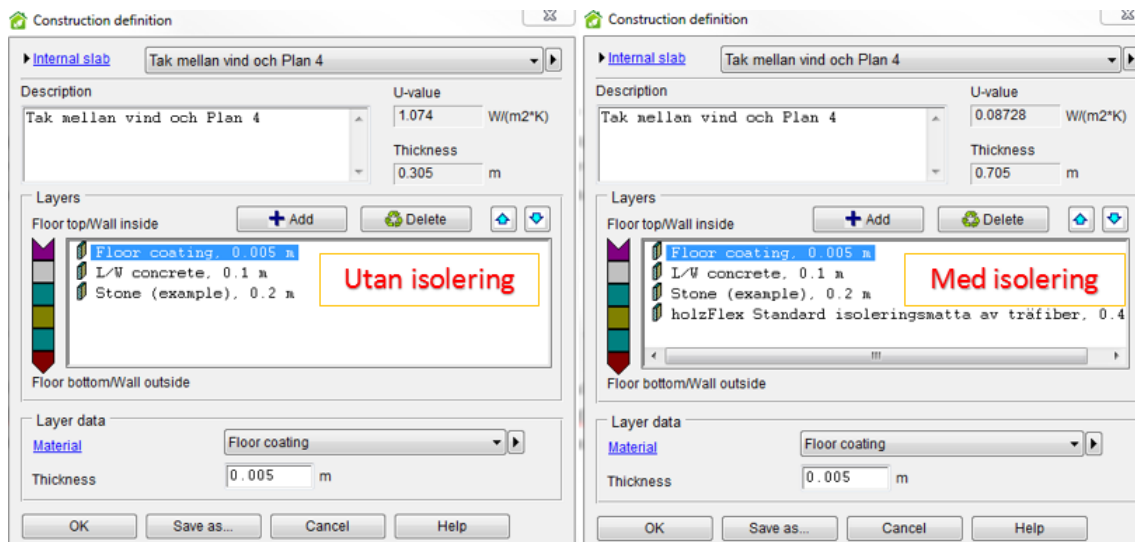 Construction definition
Internal slab
Tak mellan vind och Plan 4
Description
U-value
Tak mellan vind och Plan 4
1.074
W/(m2*K)
Thickness
0.305
m
Layers
Floor top/Wall inside
Add
Delete
Floor coating, 0.005 m
L/W concrete, 0.1 m
Stone (example), 0.2 m
Utan isolering
Floor bottom/Wall outside
Layer data
Material
Floor coating
Thickness
0.005
m
OK
Save as...
Cancel
Help
Construction definition
Internal slab
Tak mellan vind och Plan 4
Description
U-value
Tak mellan vind och Plan 4
0.08728
W/(m2*K)
Thickness
0.705
m
Layers
Floor top/Wall inside
Add
Delete
Floor coating, 0.005 m
L/W concrete, 0.1 m
Stone (example), 0.2 m
holzFlex Standard isoleringsmatta av träfiber, 0.4
Med isolering
Floor bottom/Wall outside
Layer data
Material
Floor coating
Thickness
0.005
m
OK
Save as...
Cancel
Help